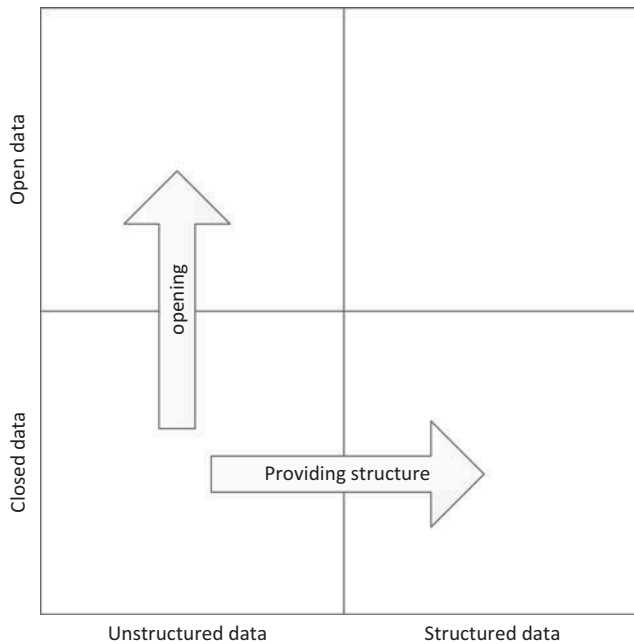 Open data
opening
Closed data
Providing structure
Unstructured data
Structured data